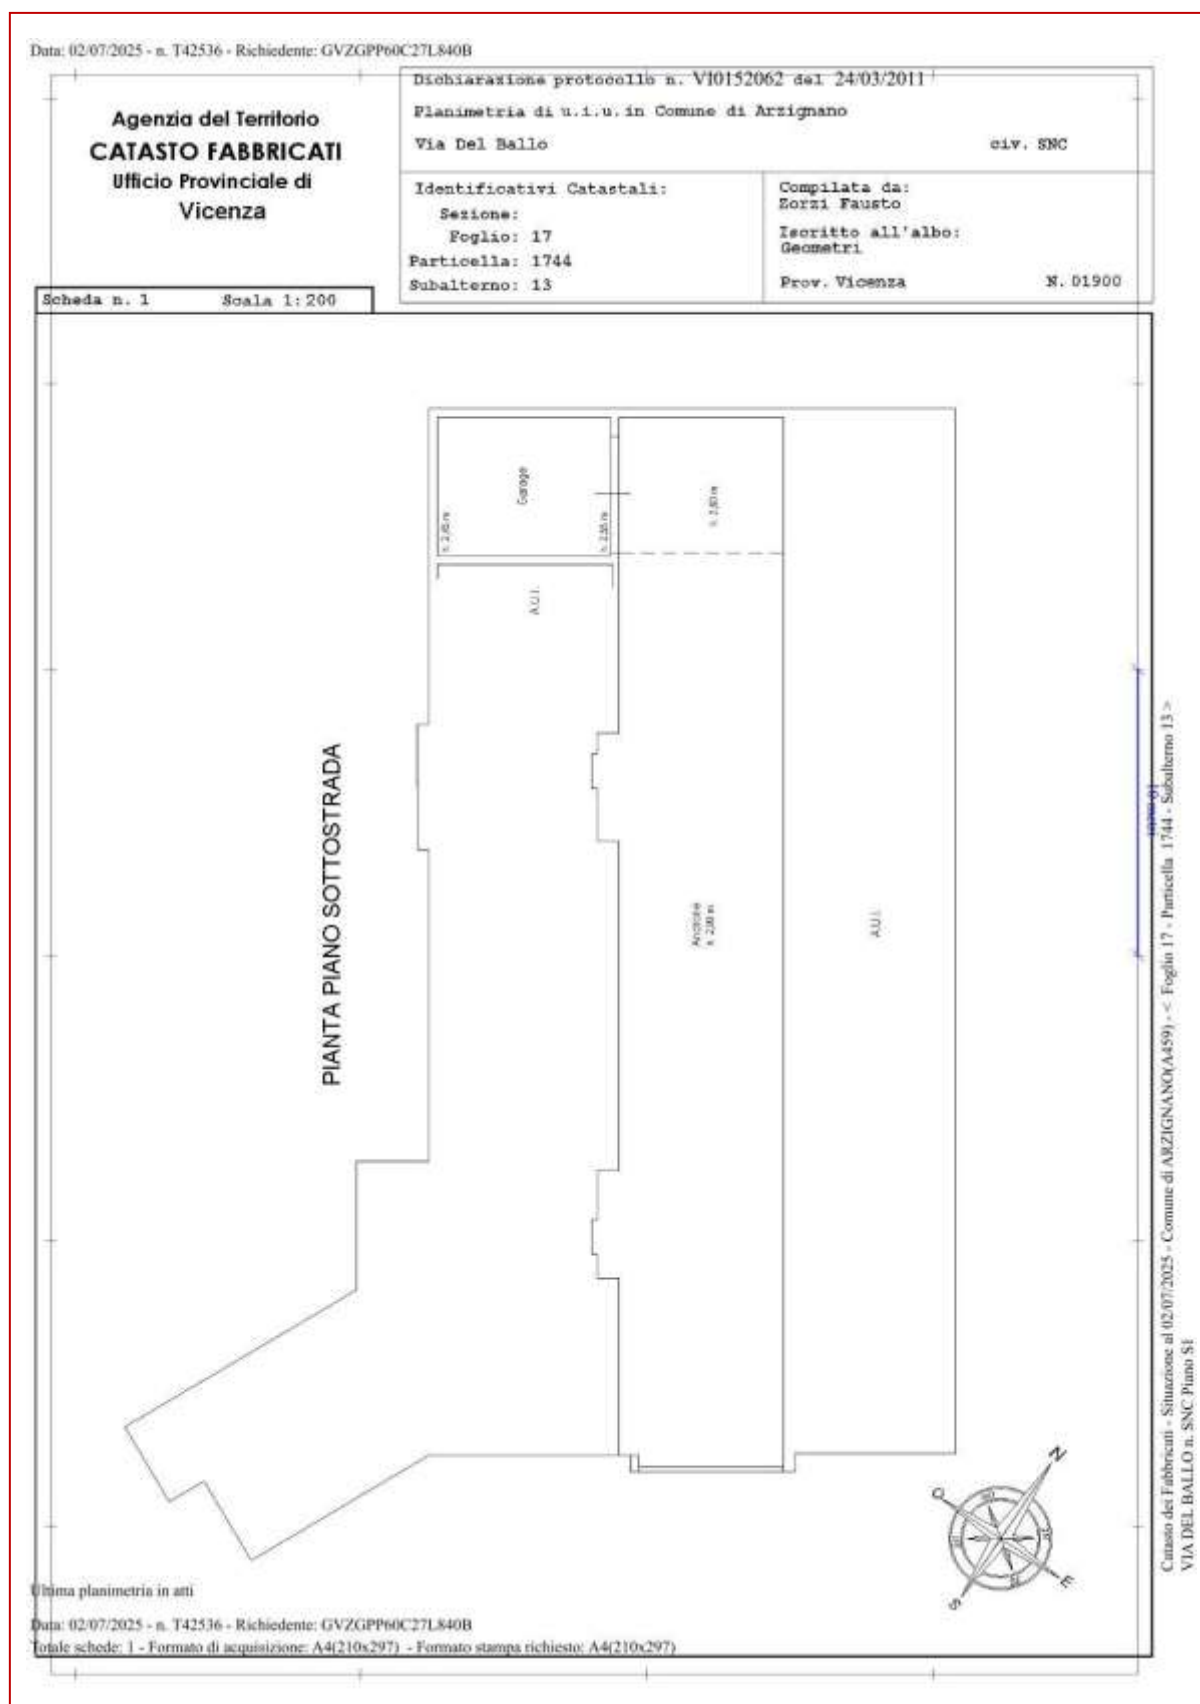 Data: 02/07/2025 - n. T42536 - Richiedente: GVZGPP60C27L840B
Agenzia del Territorio
CATASTO FABBRICATI
Ufficio Provinciale di
Vicenza
Dichiarazione protocollo n. VI0152062 del 24/03/2011
Planimetria di u.i.u. in Comune di Arzignano
Via Del Ballo civ. SNC
Identificativi Catastali:
Sezione:
Foglio: 17
Particella: 1744
Subalterno: 13
Compilata da:
Zorzi Fausto
Iscritto all'albo:
Geometri
Prov. Vicenza N. 01900
Scheda n. 1 Scala 1:200
Garage
A.U.I.
PIANTA PIANO SOTTOSTRADA
A.U.I.
N
O
E
S
Catasto dei Fabbricati - Situazione al 02/07/2025 - Comune di ARZIGNANO(A459) - < Foglio 17 - Particella 1744 - Subalterno 13 >
VIA DEL BALLO n. SNC Piano S1
Ultima planimetria in atti
Data: 02/07/2025 - n. T42536 - Richiedente: GVZGPP60C27L840B
Totale schede: 1 - Formato di acquisizione: A4(210x297) - Formato stampa richiesto: A4(210x297)